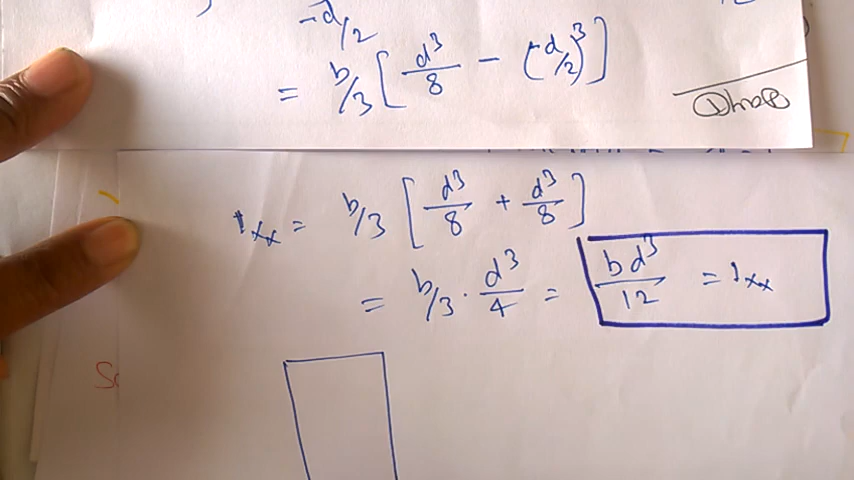 -d/2
= b/3 [ d³/8 - (-d/2)³ ]
Ixx = b/3 [ d³/8 + d³/8 ]
= b/3 · d³/4 = bd³/12 = Ixx